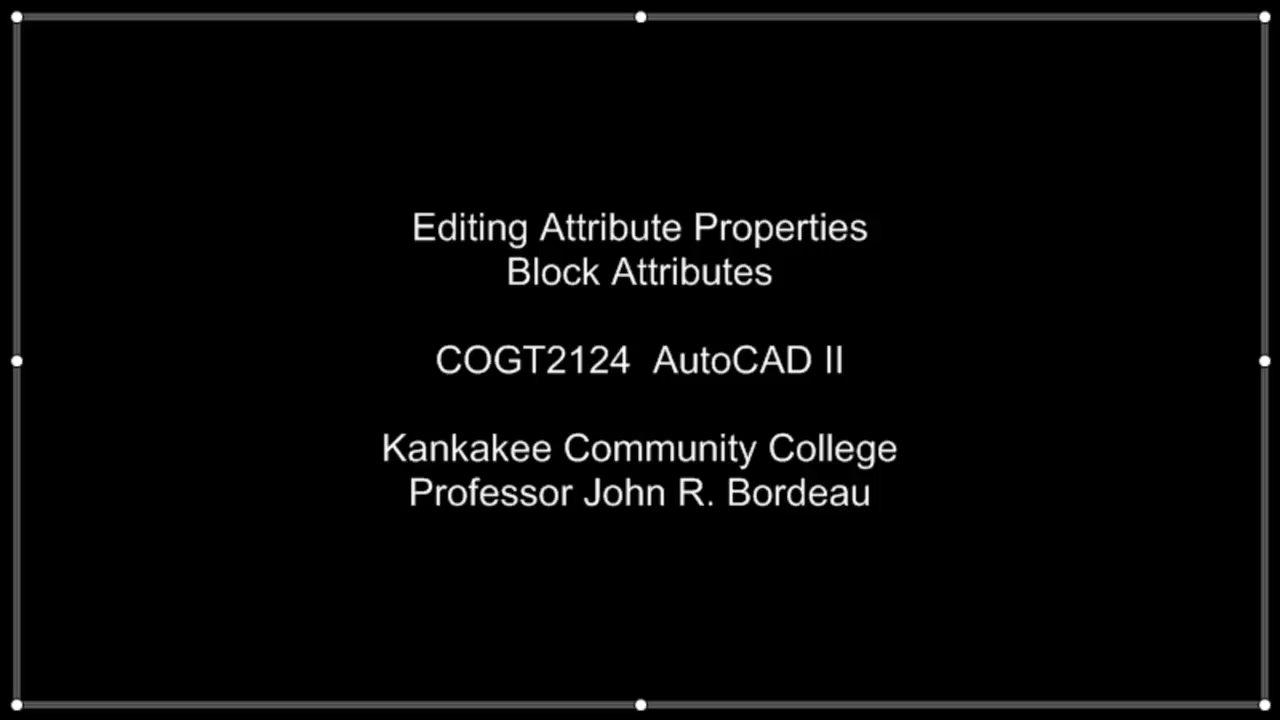 Editing Attribute Properties
Block Attributes
COGT2124 AutoCAD II
Kankakee Community College
Professor John R. Bordeau